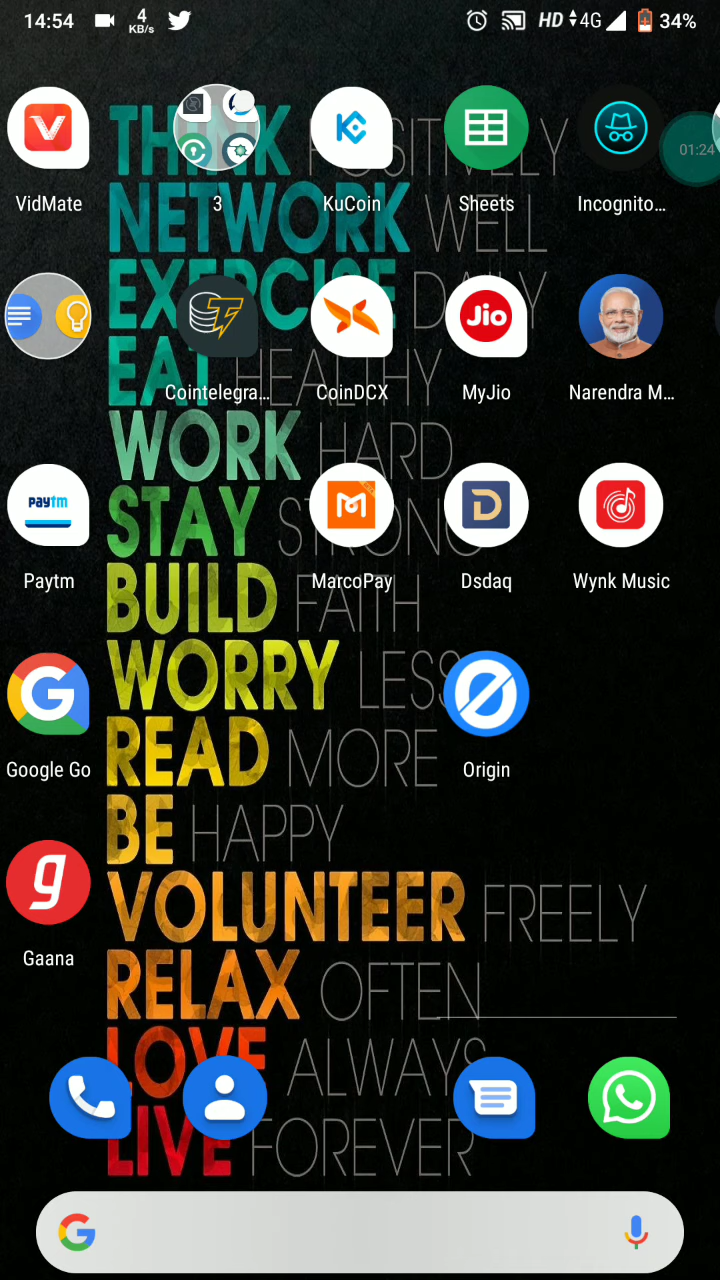 14:54 4 KB/s HD 4G 34%
THINK POSITIVELY
01:24
VidMate 3 KuCoin Sheets Incognito...
NETWORK WELL
EXERCISE DAILY
Jio
EAT HEALTHY
Cointelegra... CoinDCX MyJio Narendra M...
WORK HARD
paytm
STAY STRONG
Paytm MarcoPay Dsdaq Wynk Music
BUILD FAITH
WORRY LESS
READ MORE
Google Go Origin
BE HAPPY
VOLUNTEER FREELY
Gaana
RELAX OFTEN
LOVE ALWAYS
LIVE FOREVER